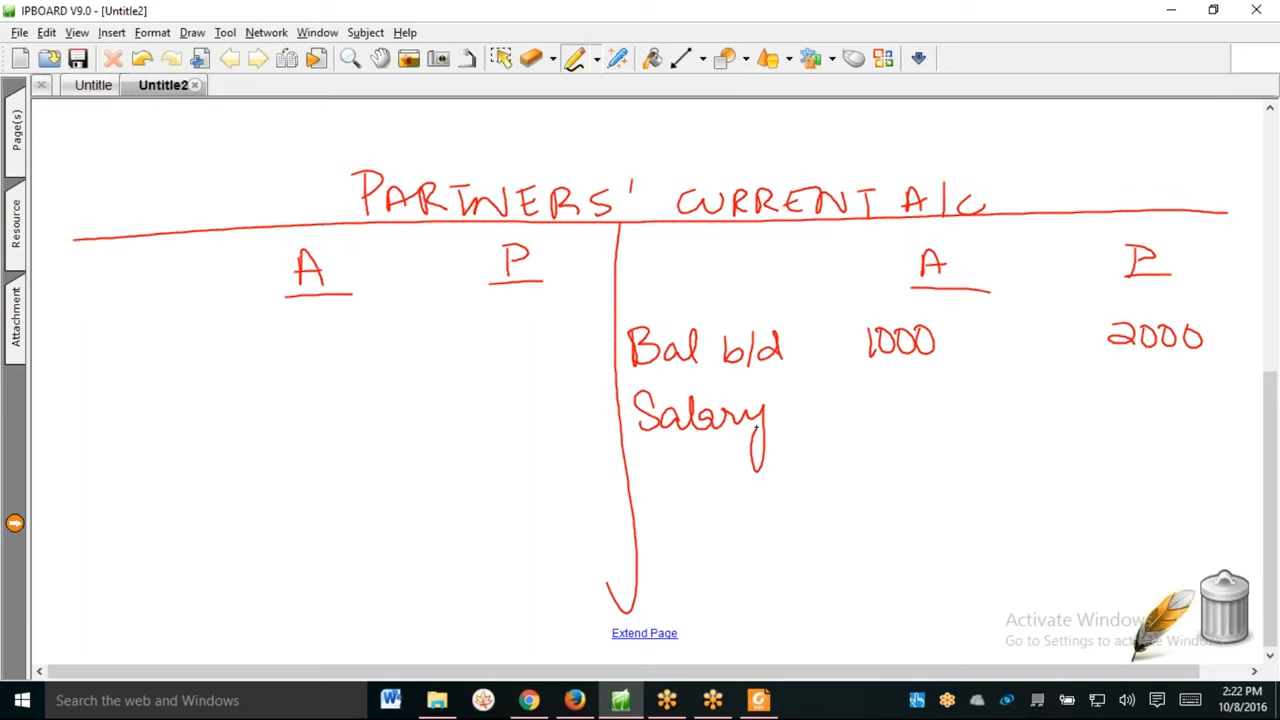 IPBOARD V9.0 - [Untitle2]
File Edit View Insert Format Draw Tool Network Window Subject Help
Untitle Untitle2
Page(s)
Resource
Attachment
PARTNERS' CURRENT A/C
A P A P
Bal b/d 1000 2000
Salary
Extend Page
Activate Windows
Go to Settings to activate Windows
Search the web and Windows
2:22 PM
10/8/2016